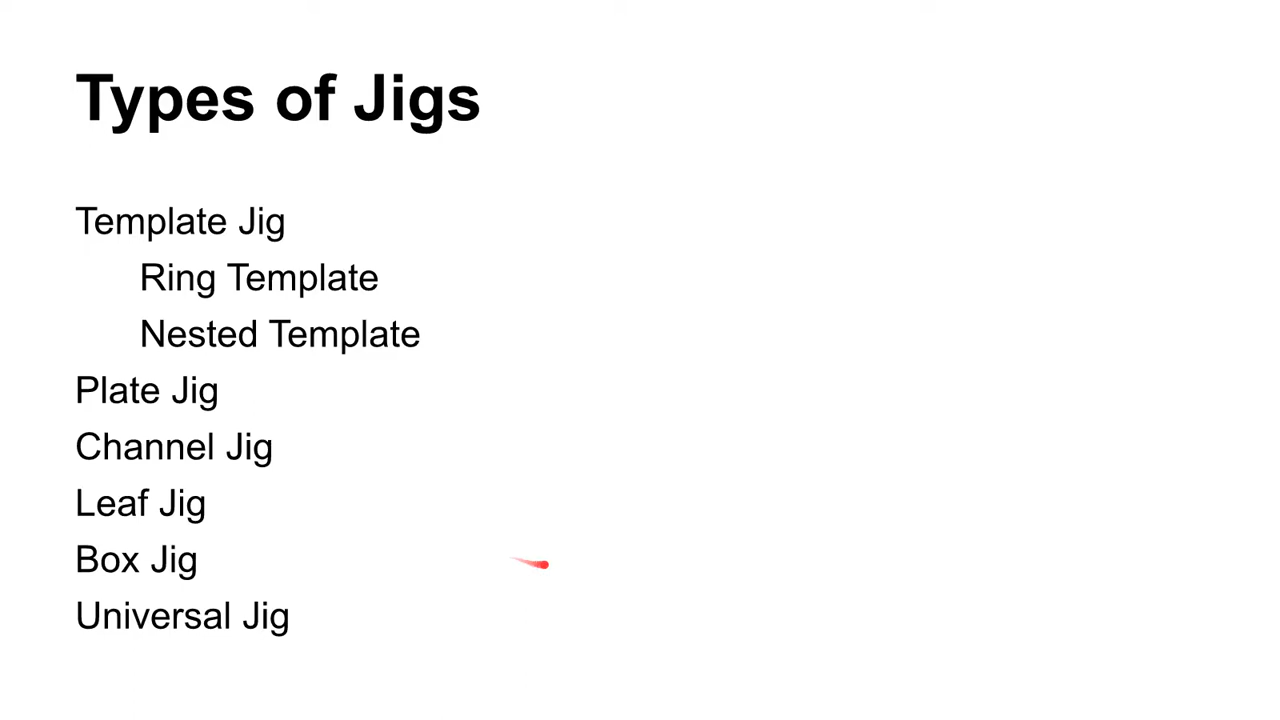 Types of Jigs
Template Jig
Ring Template
Nested Template
Plate Jig
Channel Jig
Leaf Jig
Box Jig
Universal Jig